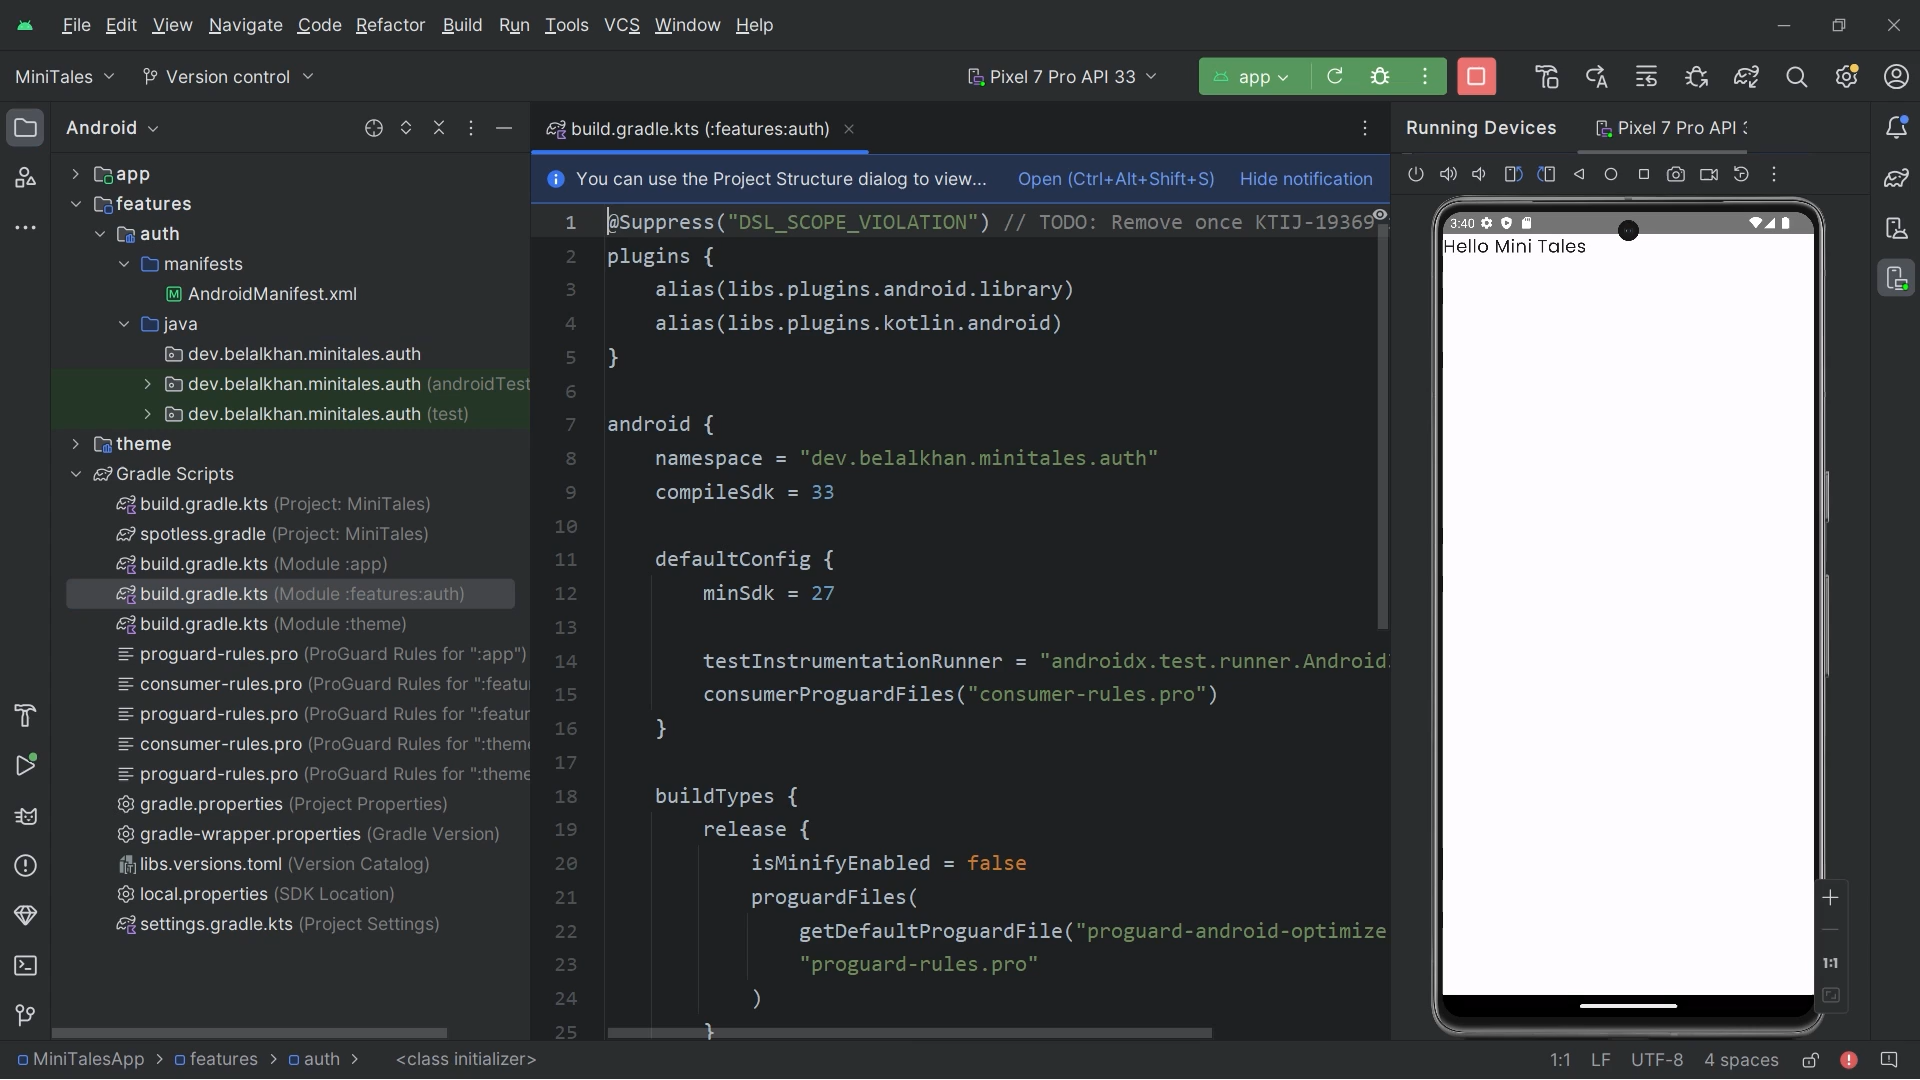 File Edit View Navigate Code Refactor Build Run Tools VCS Window Help
MiniTales Version control Pixel 7 Pro API 33 app
Android
app
features
auth
manifests
AndroidManifest.xml
java
dev.belalkhan.minitales.auth
dev.belalkhan.minitales.auth (androidTest
dev.belalkhan.minitales.auth (test)
theme
Gradle Scripts
build.gradle.kts (Project: MiniTales)
spotless.gradle (Project: MiniTales)
build.gradle.kts (Module :app)
build.gradle.kts (Module :features:auth)
build.gradle.kts (Module :theme)
proguard-rules.pro (ProGuard Rules for ":app")
consumer-rules.pro (ProGuard Rules for ":featu
proguard-rules.pro (ProGuard Rules for ":featur
consumer-rules.pro (ProGuard Rules for ":theme
proguard-rules.pro (ProGuard Rules for ":theme
gradle.properties (Project Properties)
gradle-wrapper.properties (Gradle Version)
libs.versions.toml (Version Catalog)
local.properties (SDK Location)
settings.gradle.kts (Project Settings)
build.gradle.kts (:features:auth)
You can use the Project Structure dialog to view... Open (Ctrl+Alt+Shift+S) Hide notification
1 @Suppress("DSL_SCOPE_VIOLATION") // TODO: Remove once KTIJ-19369
2 plugins {
3 alias(libs.plugins.android.library)
4 alias(libs.plugins.kotlin.android)
5 }
6
7 android {
8 namespace = "dev.belalkhan.minitales.auth"
9 compileSdk = 33
10
11 defaultConfig {
12 minSdk = 27
13
14 testInstrumentationRunner = "androidx.test.runner.Android
15 consumerProguardFiles("consumer-rules.pro")
16 }
17
18 buildTypes {
19 release {
20 isMinifyEnabled = false
21 proguardFiles(
22 getDefaultProguardFile("proguard-android-optimize
23 "proguard-rules.pro"
24 )
25 }
Running Devices Pixel 7 Pro API
3:40
Hello Mini Tales
1:1
MiniTalesApp > features > auth > <class initializer>
1:1 LF UTF-8 4 spaces